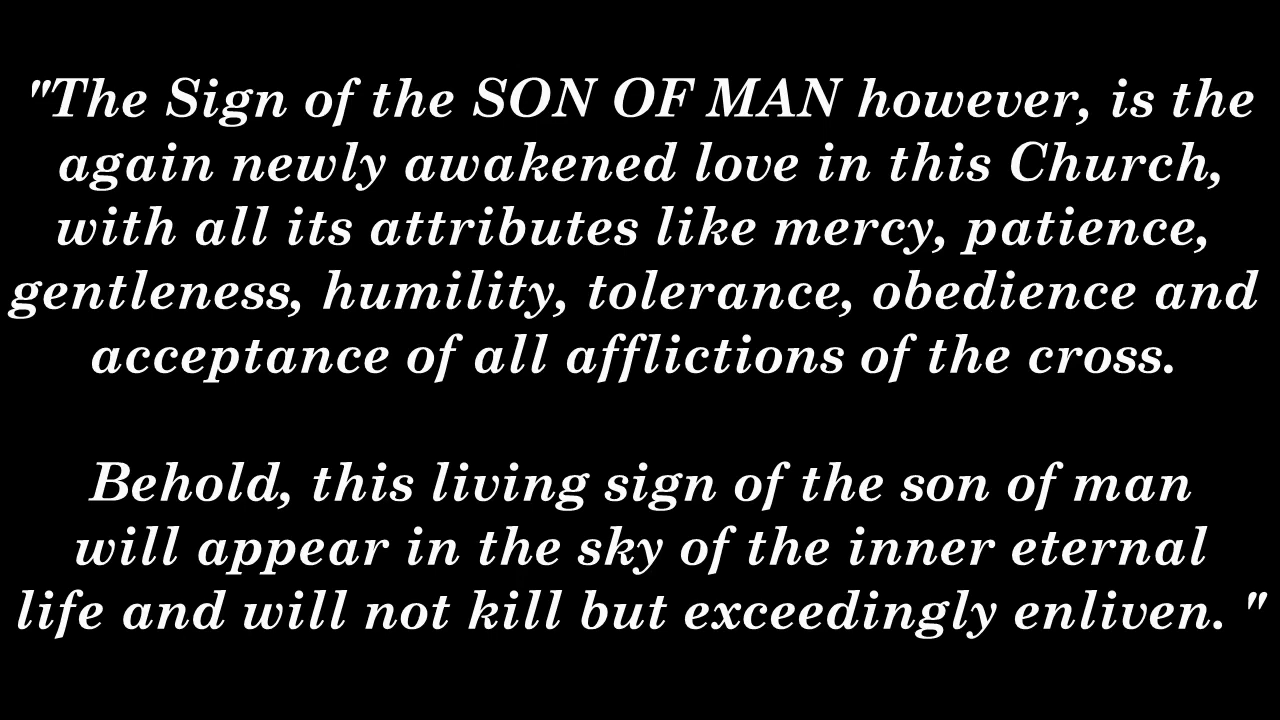 "The Sign of the SON OF MAN however, is the
again newly awakened love in this Church,
with all its attributes like mercy, patience,
gentleness, humility, tolerance, obedience and
acceptance of all afflictions of the cross.
Behold, this living sign of the son of man
will appear in the sky of the inner eternal
life and will not kill but exceedingly enliven. "